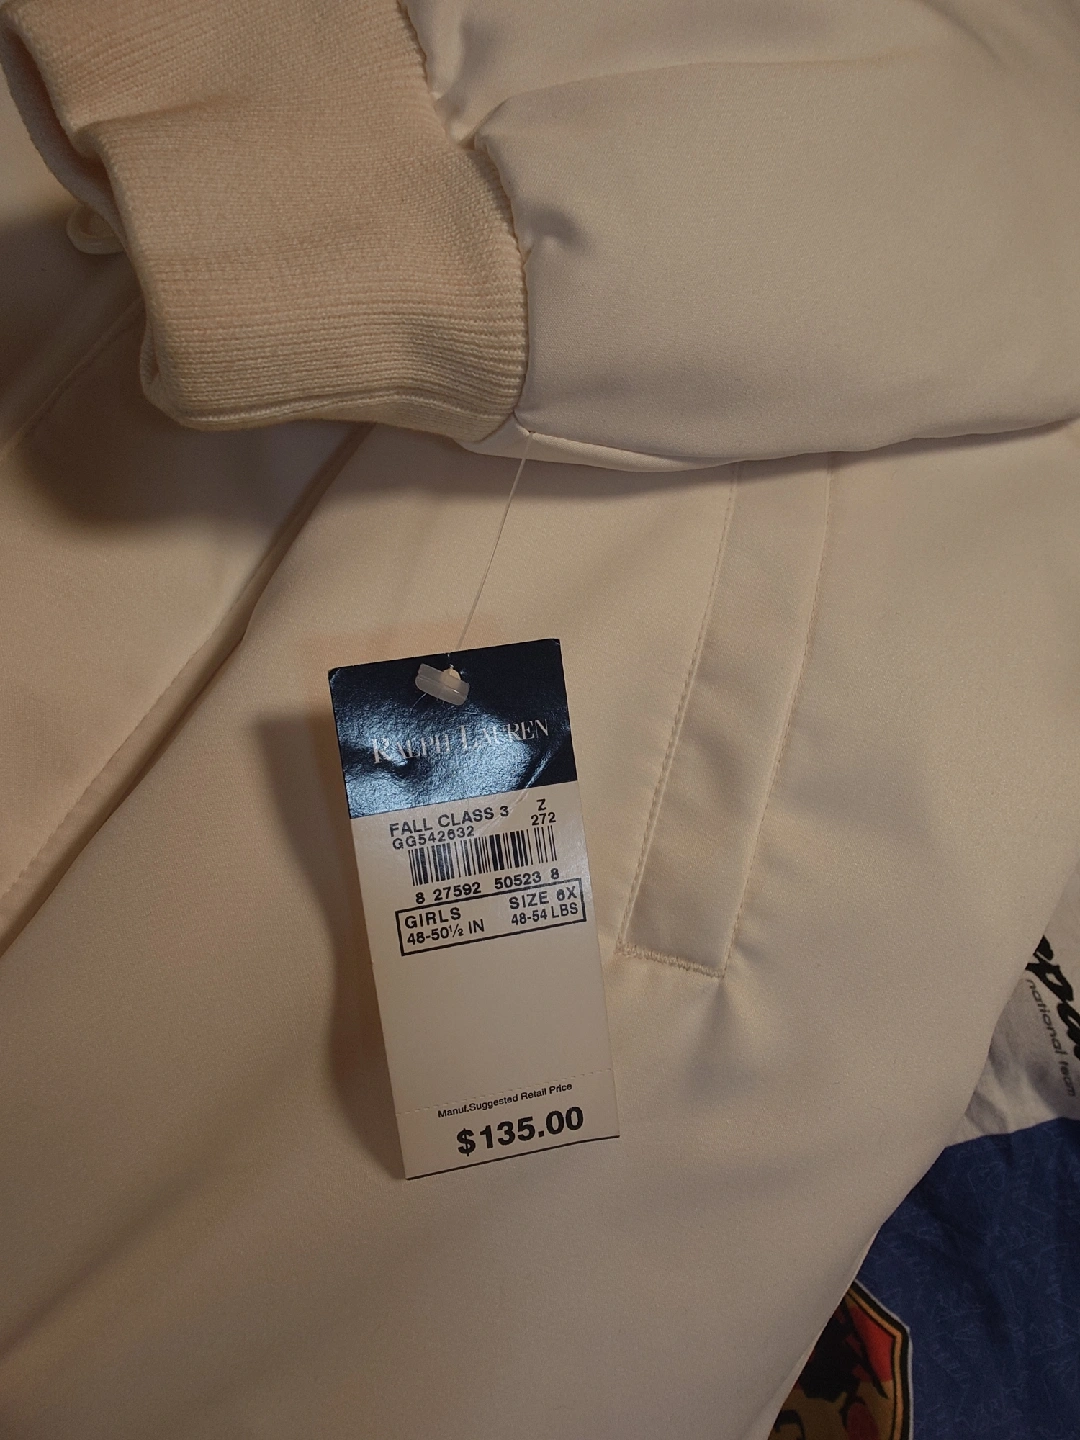 RALPH LAUREN
FALL CLASS 3 Z
GG542632 272
8 27592 50523 8
GIRLS SIZE 6X
48-50½ IN 48-54 LBS
Manuf.Suggested Retail Price
$135.00
national team